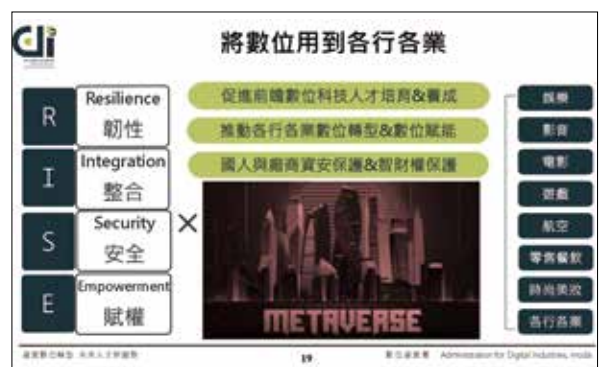 將數位用到各行各業
R
Resilience
韌性
I
Integration
整合
S
Security
安全
E
Empowerment
賦權
×
促進前瞻數位科技人才培育&養成
推動各行各業數位轉型&數位賦能
國人與廠商資安保護&智財權保護
METAVERSE
娛樂
影音
電影
遊戲
航空
零售餐飲
時尚美妝
各行各業
19
數位產業署 Administration for Digital Industries, moda